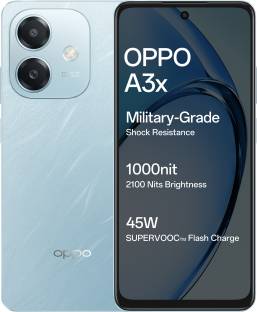 OPPO
A3x
Military-Grade
Shock Resistance
1000nit
2100 Nits Brightness
45W
SUPERVOOC™ Flash Charge
oppo